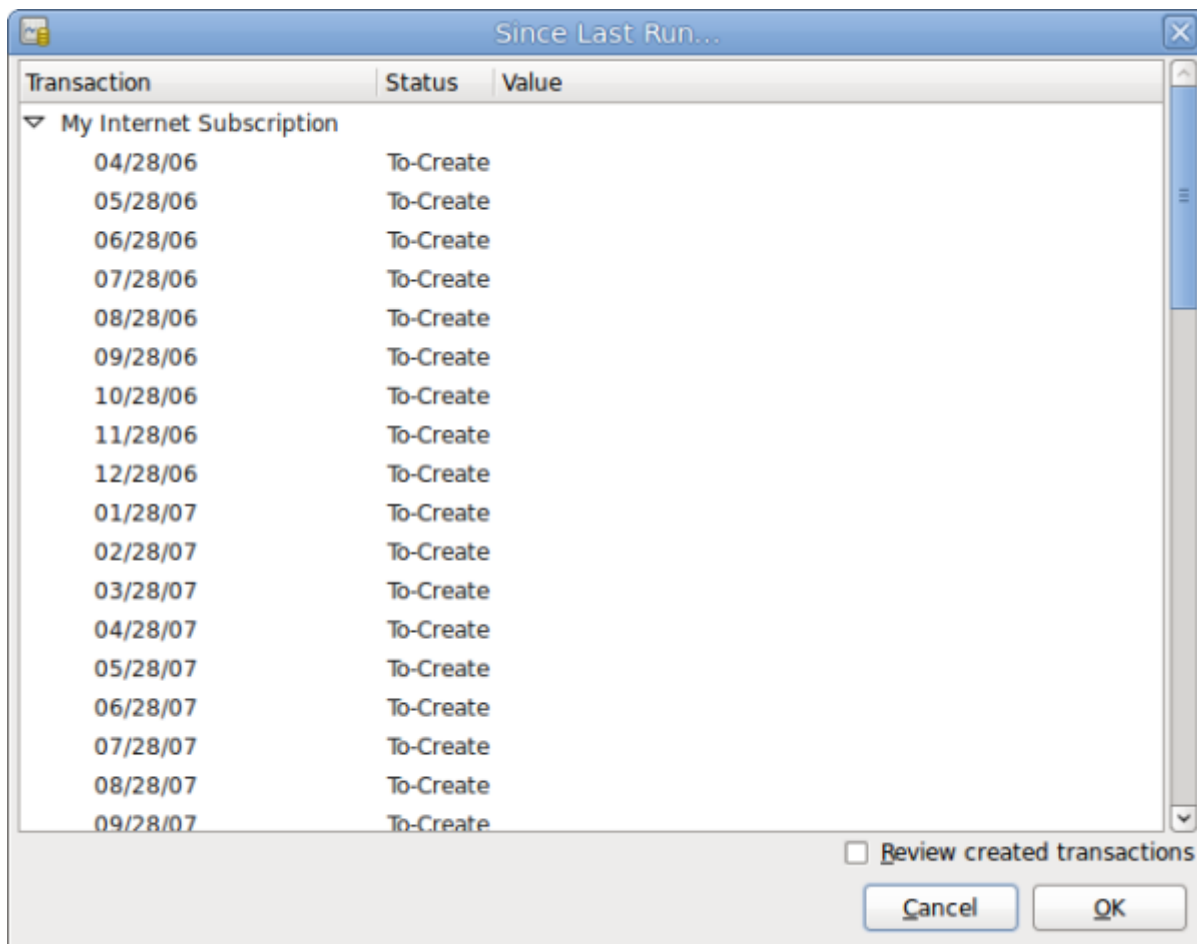 Since Last Run...
Transaction Status Value
My Internet Subscription
04/28/06 To-Create
05/28/06 To-Create
06/28/06 To-Create
07/28/06 To-Create
08/28/06 To-Create
09/28/06 To-Create
10/28/06 To-Create
11/28/06 To-Create
12/28/06 To-Create
01/28/07 To-Create
02/28/07 To-Create
03/28/07 To-Create
04/28/07 To-Create
05/28/07 To-Create
06/28/07 To-Create
07/28/07 To-Create
08/28/07 To-Create
09/28/07 To-Create
Review created transactions
Cancel OK